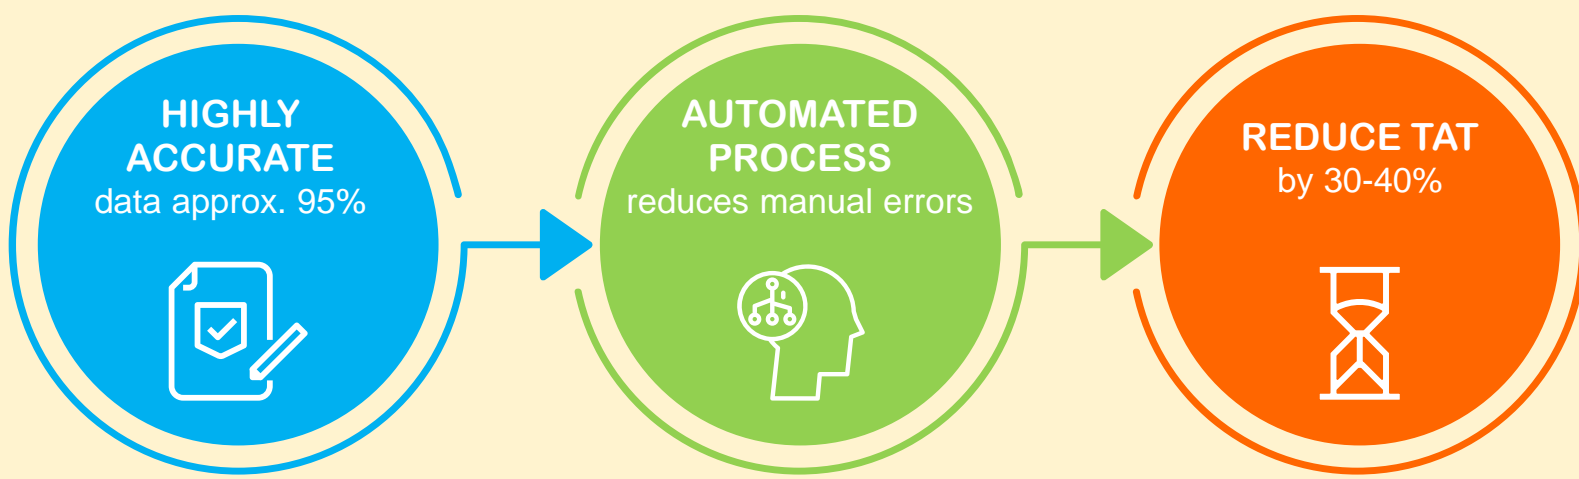 HIGHLY
ACCURATE
data approx. 95%
AUTOMATED
PROCESS
reduces manual errors
REDUCE TAT
by 30-40%